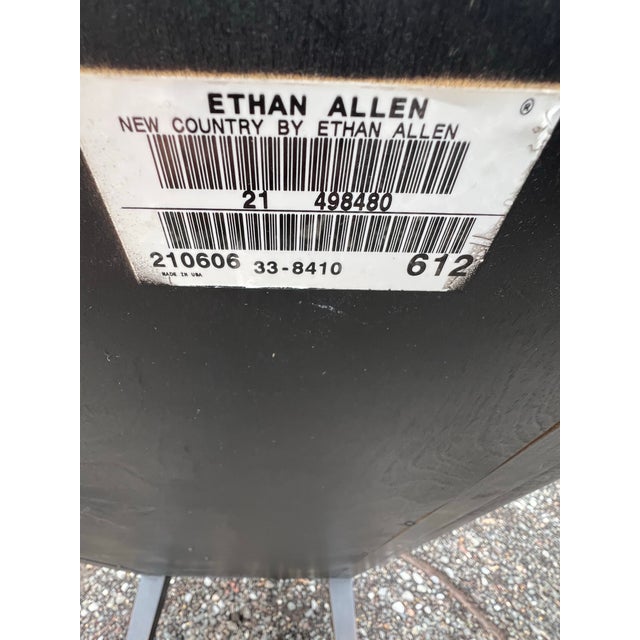 ETHAN ALLEN ®
NEW COUNTRY BY ETHAN ALLEN
21 498480
210606 33-8410 612
MADE IN USA